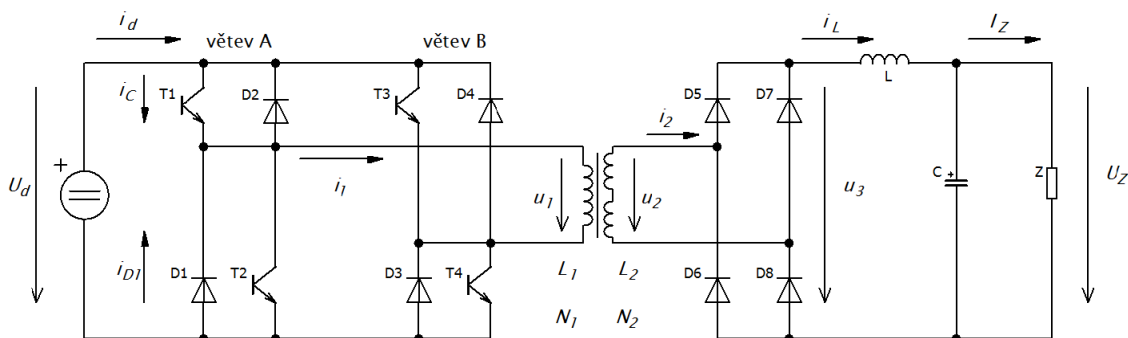 i_d
větev A
větev B
i_L
I_Z
i_C
T1
D2
T3
D4
D5
D7
L
+
U_d
i_1
u_1
u_2
i_2
u_3
C
+
Z
U_Z
i_D1
D1
T2
D3
T4
L_1
L_2
D6
D8
N_1
N_2